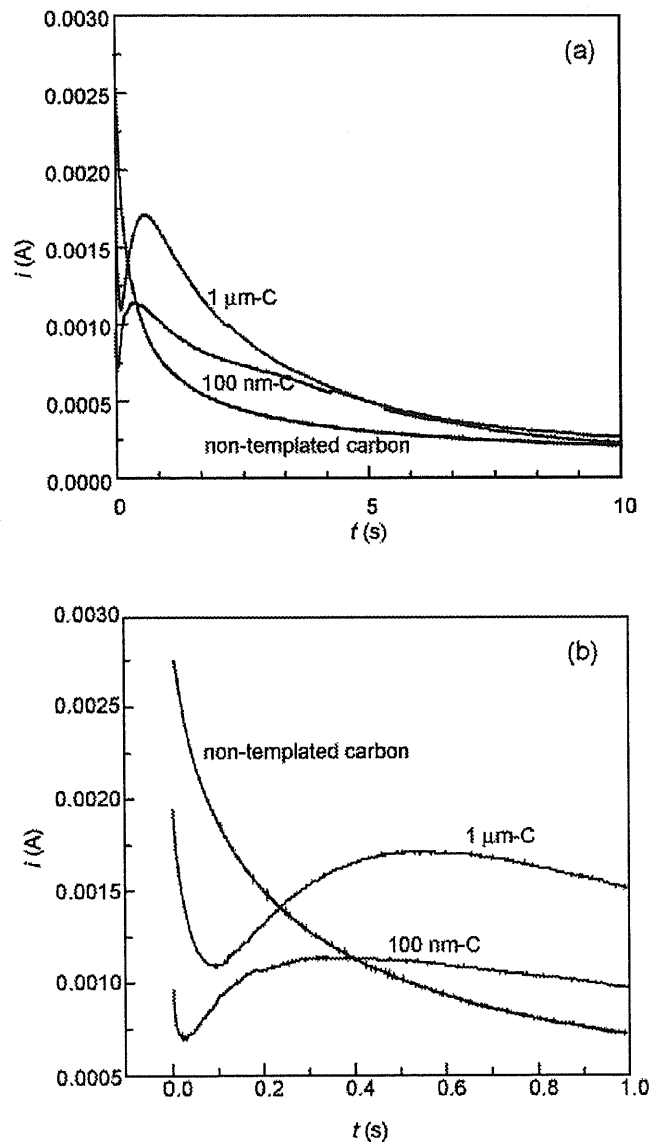 (a)
0.0030
0.0025
0.0020
0.0015
0.0010
0.0005
0.0000
i (A)
1 µm-C
100 nm-C
non-templated carbon
0
5
10
t (s)
(b)
0.0030
0.0025
0.0020
0.0015
0.0010
0.0005
i (A)
non-templated carbon
1 µm-C
100 nm-C
0.0
0.2
0.4
0.6
0.8
1.0
t (s)